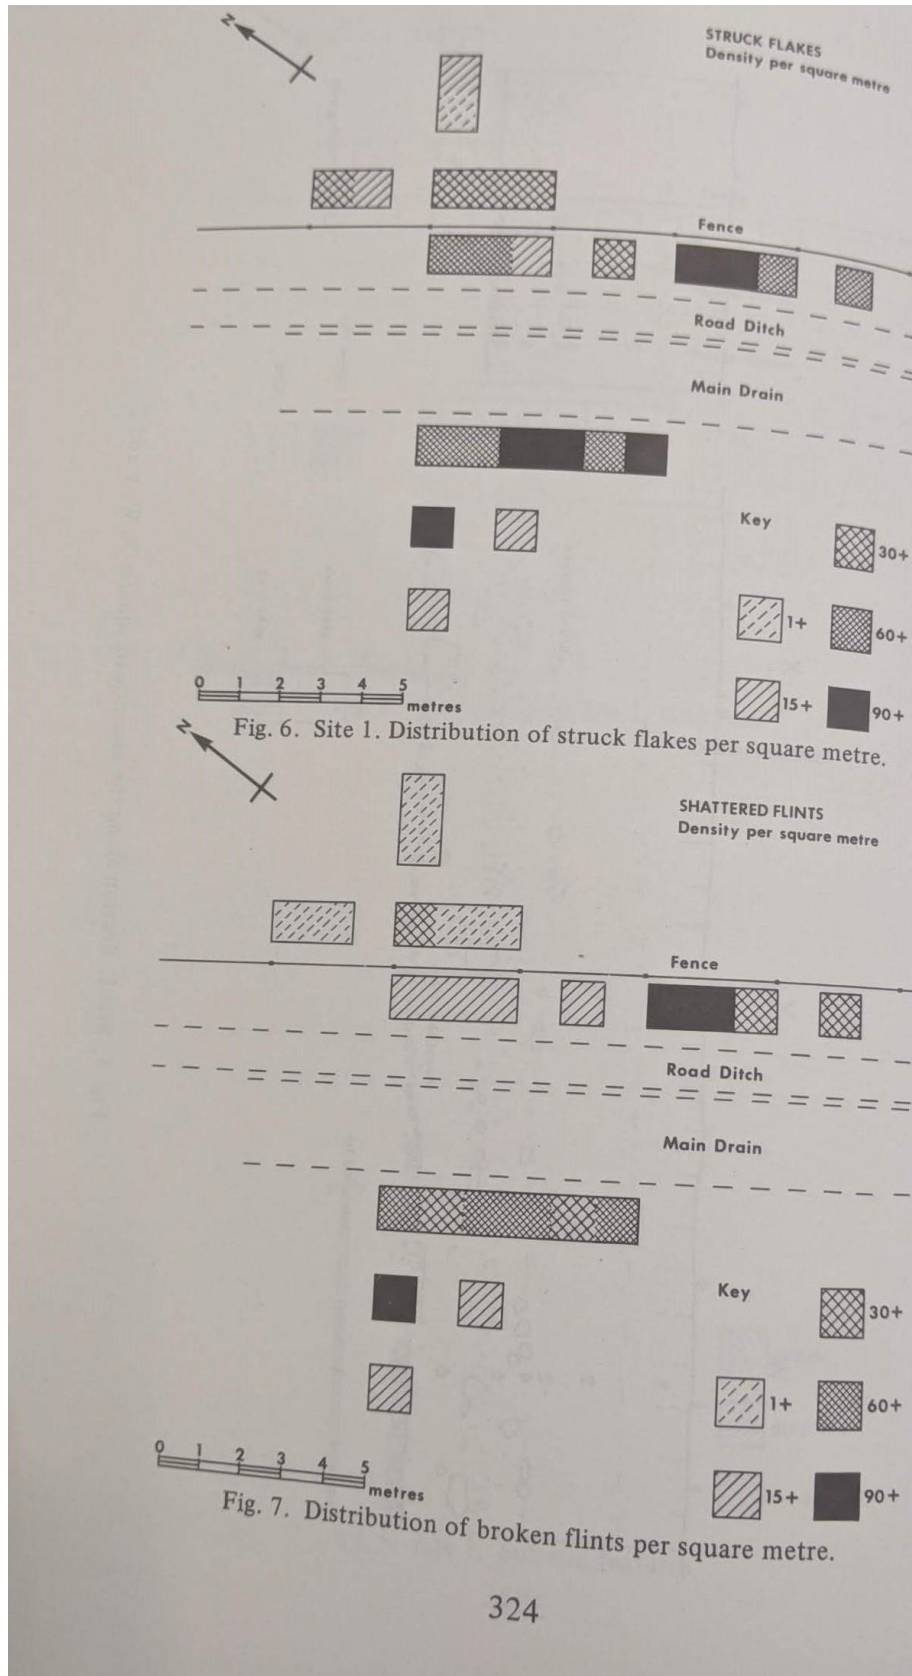 N
STRUCK FLAKES
Density per square metre
Fence
Road Ditch
Main Drain
Key
30+
1+
60+
15+
90+
0 1 2 3 4 5
metres
Fig. 6. Site 1. Distribution of struck flakes per square metre.
N
SHATTERED FLINTS
Density per square metre
Fence
Road Ditch
Main Drain
Key
30+
1+
60+
15+
90+
0 1 2 3 4 5
metres
Fig. 7. Distribution of broken flints per square metre.
324